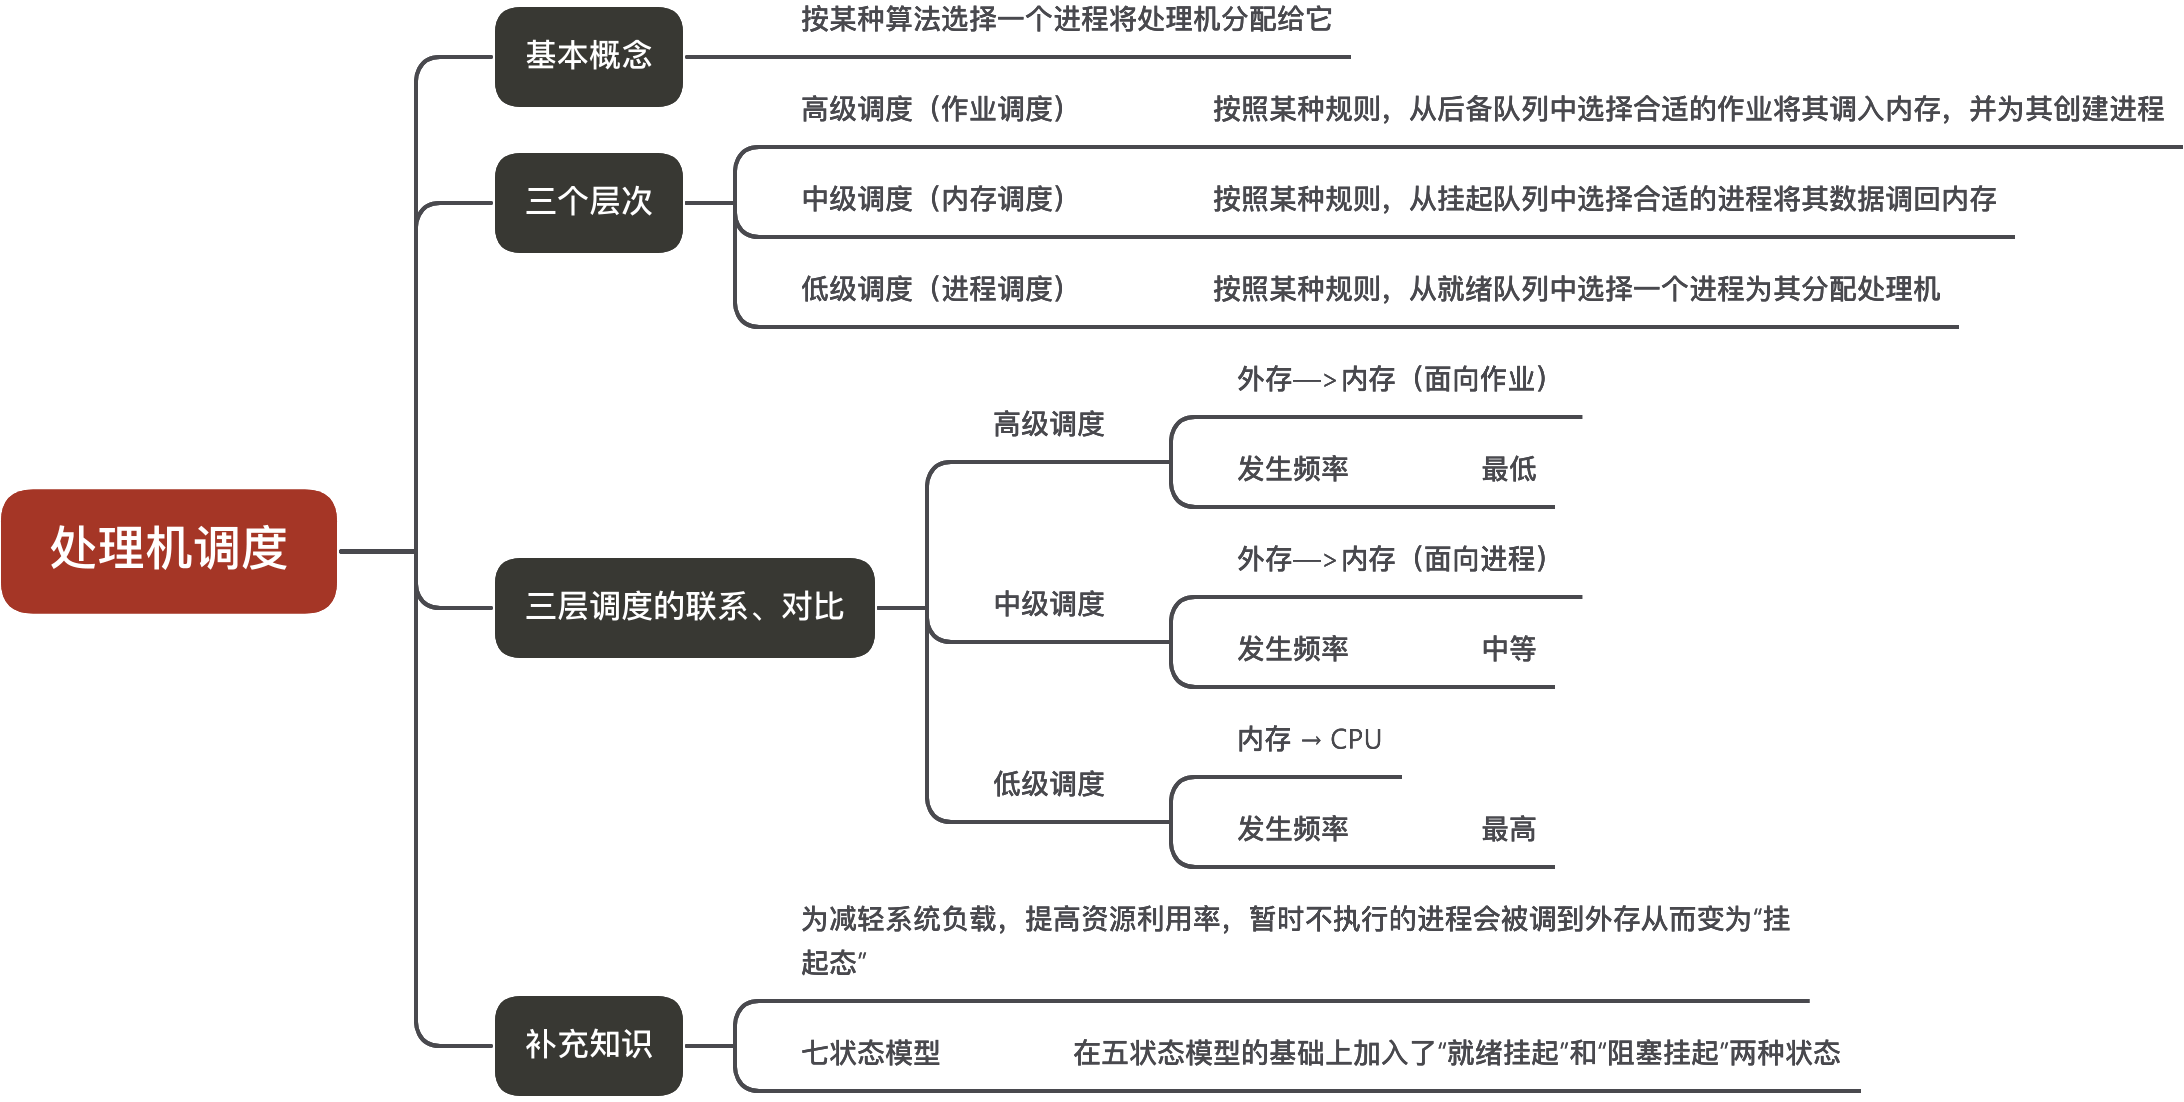 处理机调度
基本概念
按某种算法选择一个进程将处理机分配给它
三个层次
高级调度（作业调度）
按照某种规则，从后备队列中选择合适的作业将其调入内存，并为其创建进程
中级调度（内存调度）
按照某种规则，从挂起队列中选择合适的进程将其数据调回内存
低级调度（进程调度）
按照某种规则，从就绪队列中选择一个进程为其分配处理机
三层调度的联系、对比
高级调度
外存—>内存（面向作业）
发生频率
最低
中级调度
外存—>内存（面向进程）
发生频率
中等
低级调度
内存 → CPU
发生频率
最高
补充知识
为减轻系统负载，提高资源利用率，暂时不执行的进程会被调到外存从而变为“挂
起态”
七状态模型
在五状态模型的基础上加入了“就绪挂起”和“阻塞挂起”两种状态